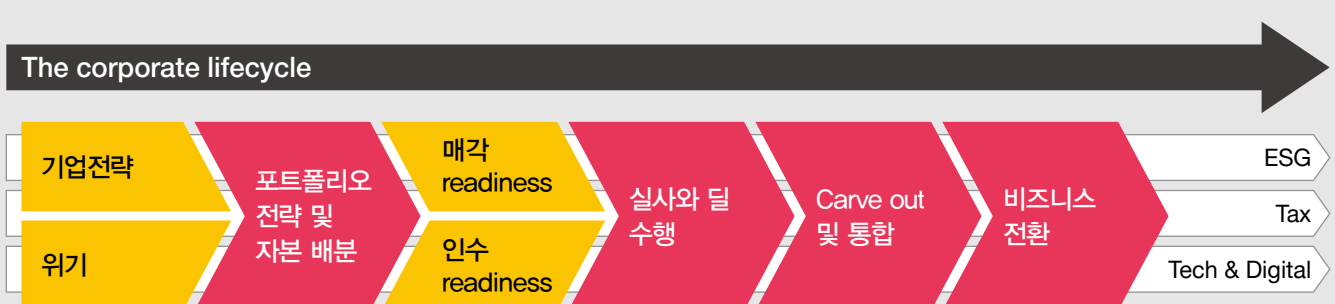 The corporate lifecycle
기업전략
위기
포트폴리오
전략 및
자본 배분
매각
readiness
인수
readiness
실사와 딜
수행
Carve out
및 통합
비즈니스
전환
ESG
Tax
Tech & Digital